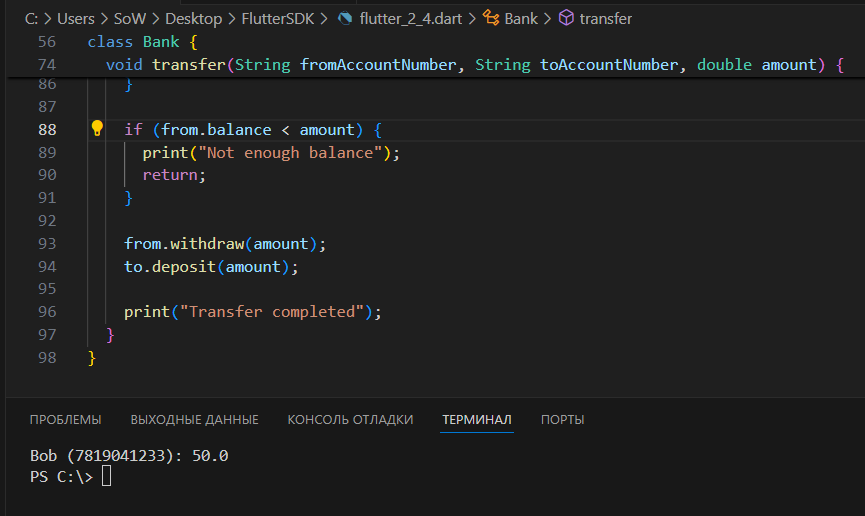 C: > Users > SoW > Desktop > FlutterSDK > flutter_2_4.dart > Bank > transfer
56 class Bank {
74 void transfer(String fromAccountNumber, String toAccountNumber, double amount) {
86 }
87
88 if (from.balance < amount) {
89 print("Not enough balance");
90 return;
91 }
92
93 from.withdraw(amount);
94 to.deposit(amount);
95
96 print("Transfer completed");
97 }
98 }
ПРОБЛЕМЫ ВЫХОДНЫЕ ДАННЫЕ КОНСОЛЬ ОТЛАДКИ ТЕРМИНАЛ ПОРТЫ
Bob (7819041233): 50.0
PS C:\>